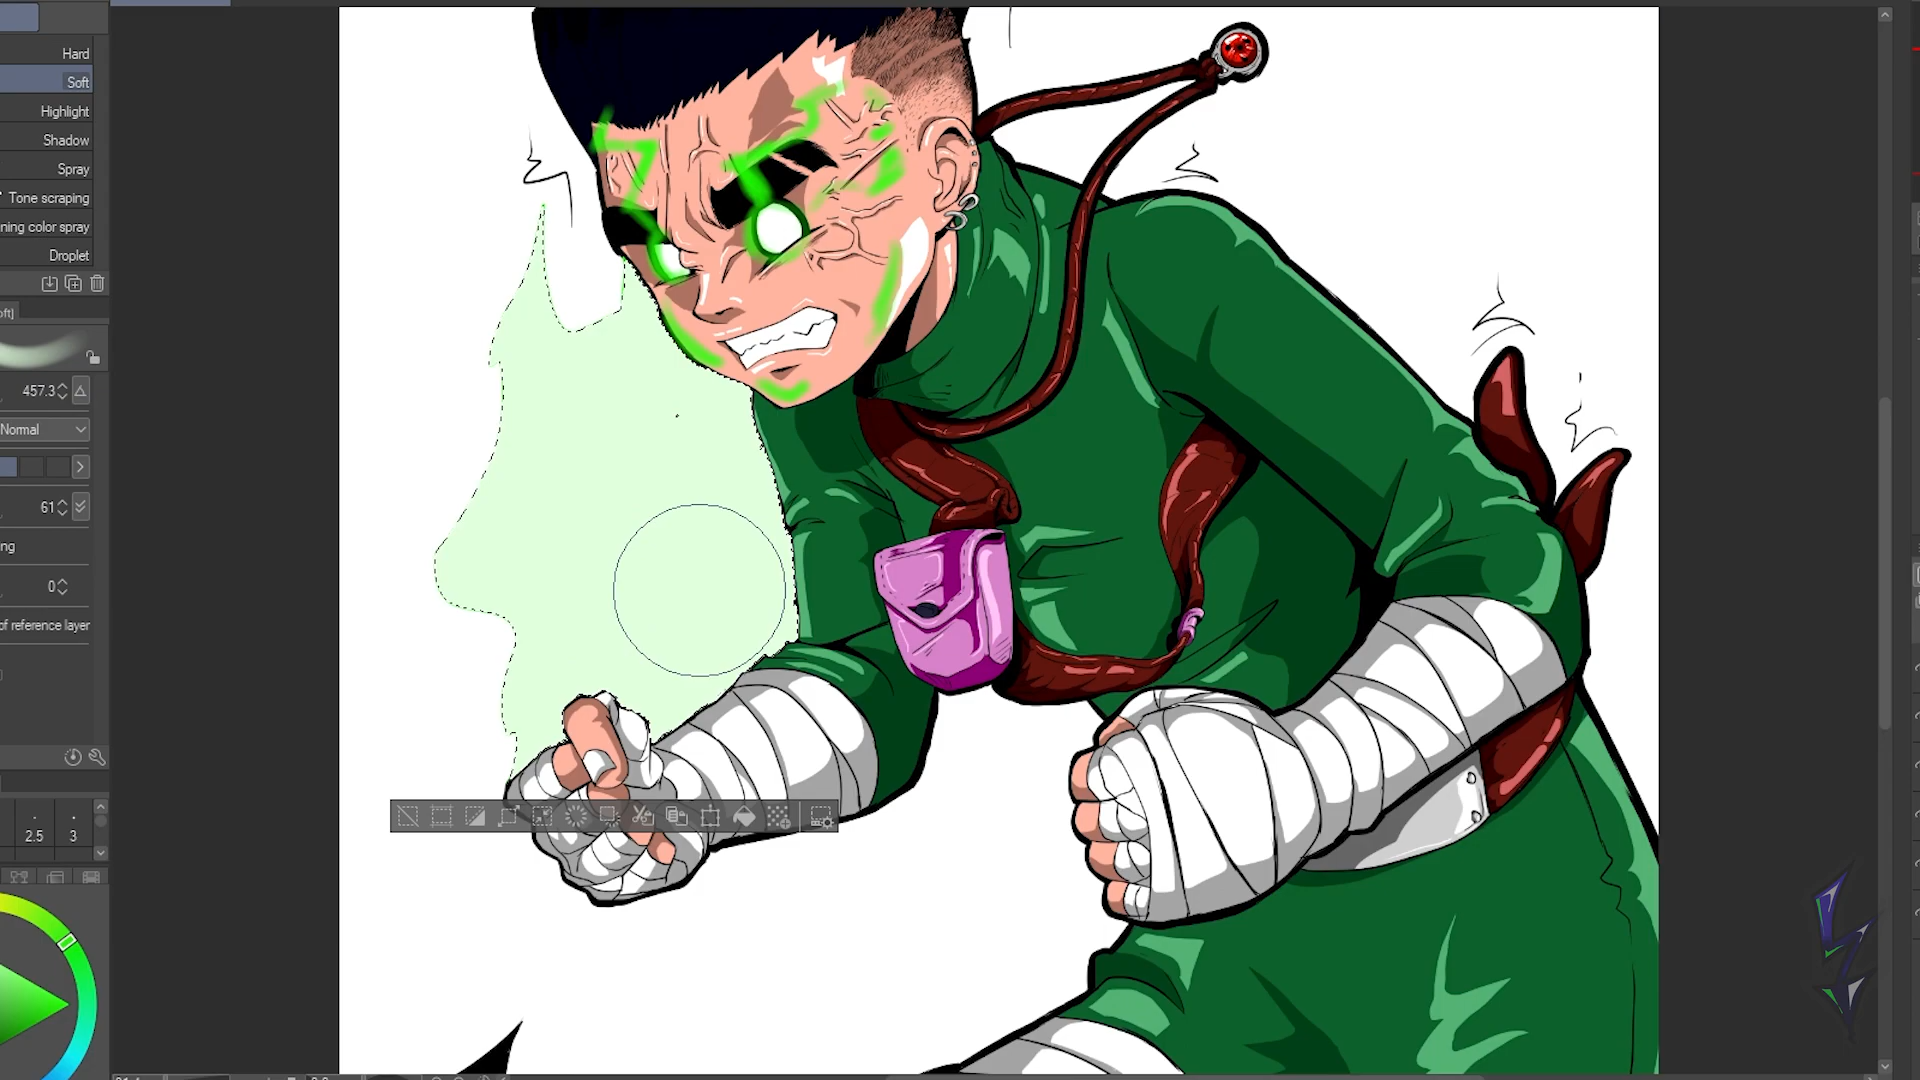 Hard
Soft
Highlight
Shadow
Spray
Tone scraping
ning color spray
Droplet
oft]
457.3
Normal
61
ng
0
of reference layer
2.5
3